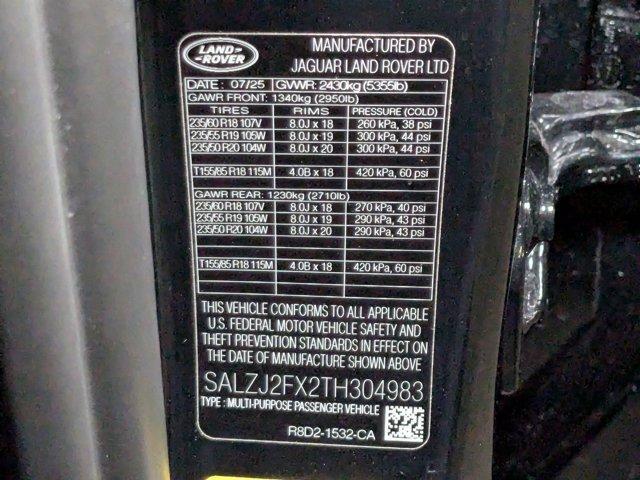 LAND-
ROVER
MANUFACTURED BY
JAGUAR LAND ROVER LTD
DATE : 07/25 GVWR: 2430kg (5355lb)
GAWR FRONT: 1340kg (2950lb)
TIRES RIMS PRESSURE (COLD)
235/60 R18 107V 8.0J x 18 260 kPa, 38 psi
235/55 R19 105W 8.0J x 19 300 kPa, 44 psi
235/50 R20 104W 8.0J x 20 300 kPa, 44 psi
T155/85 R18 115M 4.0B x 18 420 kPa, 60 psi
GAWR REAR: 1230kg (2710lb)
235/60 R18 107V 8.0J x 18 270 kPa, 40 psi
235/55 R19 105W 8.0J x 19 290 kPa, 43 psi
235/50 R20 104W 8.0J x 20 290 kPa, 43 psi
T155/85 R18 115M 4.0B x 18 420 kPa, 60 psi
THIS VEHICLE CONFORMS TO ALL APPLICABLE
U.S. FEDERAL MOTOR VEHICLE SAFETY AND
THEFT PREVENTION STANDARDS IN EFFECT ON
THE DATE OF MANUFACTURE SHOWN ABOVE
SALZJ2FX2TH304983
TYPE : MULTI-PURPOSE PASSENGER VEHICLE
R8D2-1532-CA